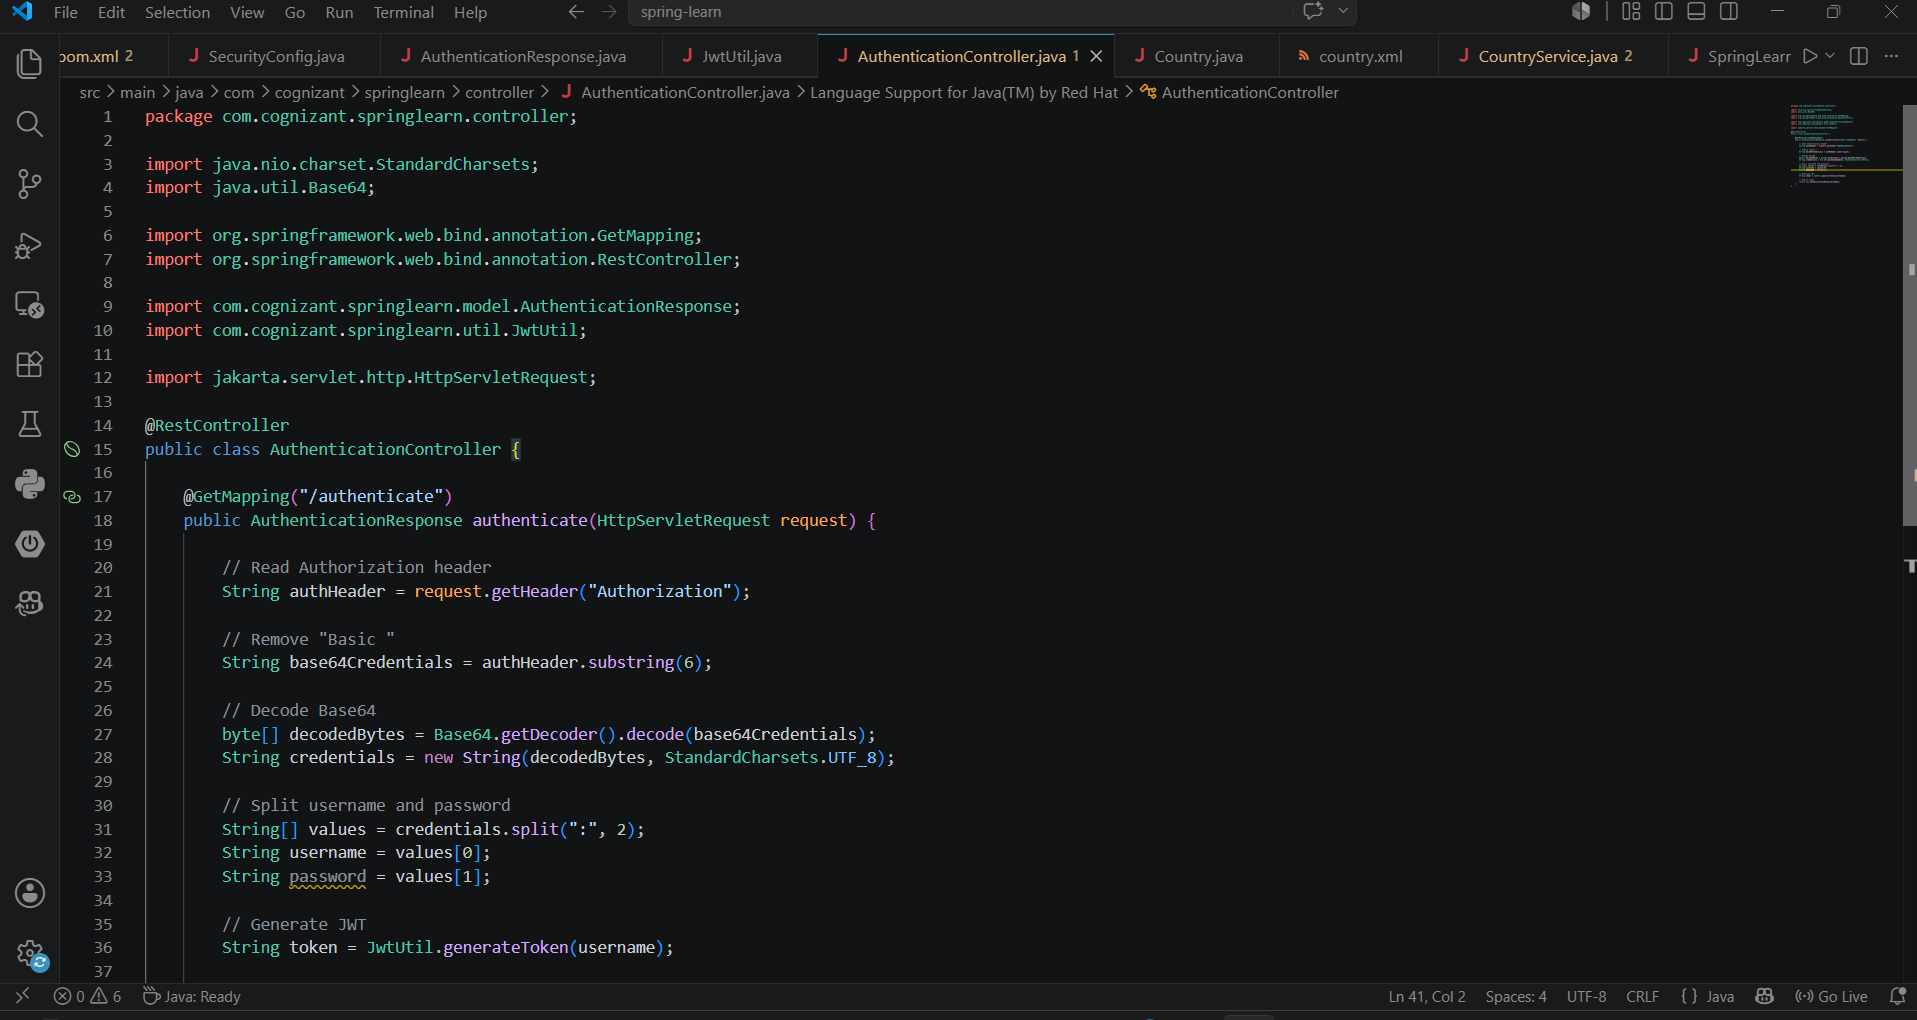 File Edit Selection View Go Run Terminal Help
spring-learn
pom.xml 2 SecurityConfig.java AuthenticationResponse.java JwtUtil.java AuthenticationController.java 1 Country.java country.xml CountryService.java 2 SpringLearr
src > main > java > com > cognizant > springlearn > controller > AuthenticationController.java > Language Support for Java(TM) by Red Hat > AuthenticationController
1 package com.cognizant.springlearn.controller;
2
3 import java.nio.charset.StandardCharsets;
4 import java.util.Base64;
5
6 import org.springframework.web.bind.annotation.GetMapping;
7 import org.springframework.web.bind.annotation.RestController;
8
9 import com.cognizant.springlearn.model.AuthenticationResponse;
10 import com.cognizant.springlearn.util.JwtUtil;
11
12 import jakarta.servlet.http.HttpServletRequest;
13
14 @RestController
15 public class AuthenticationController {
16
17 @GetMapping("/authenticate")
18 public AuthenticationResponse authenticate(HttpServletRequest request) {
19
20 // Read Authorization header
21 String authHeader = request.getHeader("Authorization");
22
23 // Remove "Basic "
24 String base64Credentials = authHeader.substring(6);
25
26 // Decode Base64
27 byte[] decodedBytes = Base64.getDecoder().decode(base64Credentials);
28 String credentials = new String(decodedBytes, StandardCharsets.UTF_8);
29
30 // Split username and password
31 String[] values = credentials.split(":", 2);
32 String username = values[0];
33 String password = values[1];
34
35 // Generate JWT
36 String token = JwtUtil.generateToken(username);
37
0 6 Java: Ready Ln 41, Col 2 Spaces: 4 UTF-8 CRLF { } Java Go Live